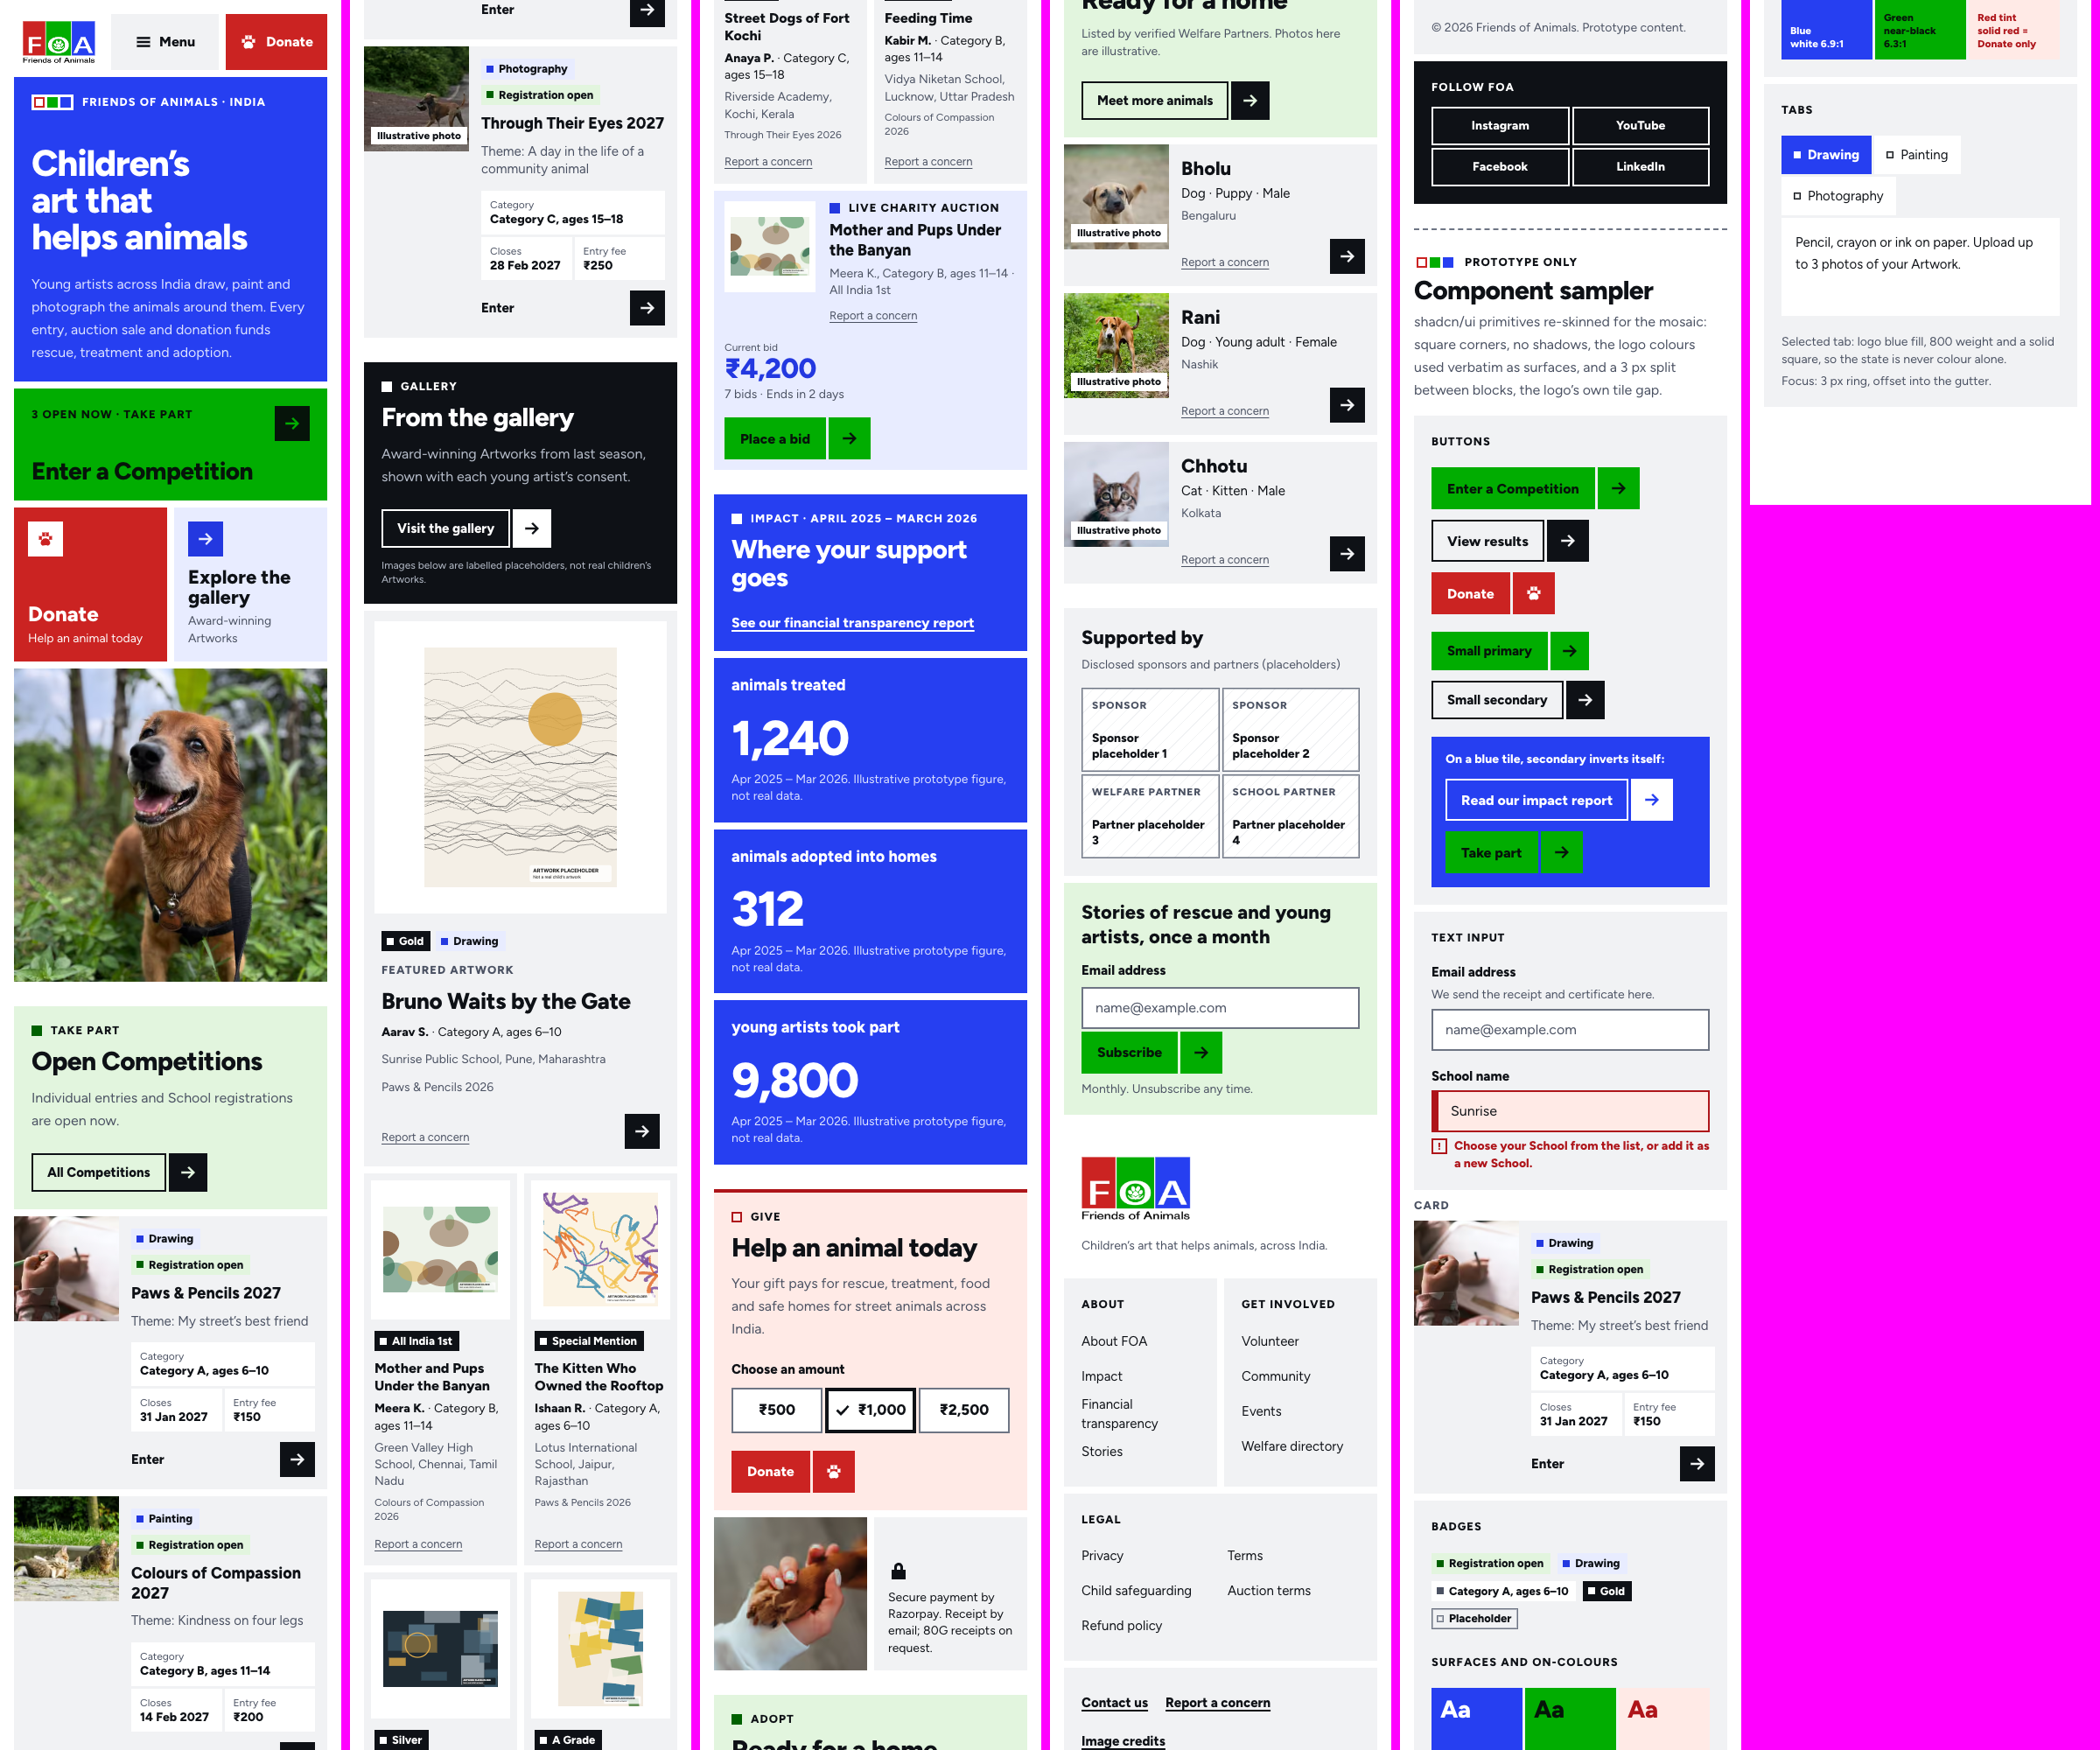 FOA
Friends of Animals
Menu
Donate
FRIENDS OF ANIMALS · INDIA
Children’s
art that
helps animals
Young artists across India draw, paint and
photograph the animals around them. Every
entry, auction sale and donation funds
rescue, treatment and adoption.
3 OPEN NOW · TAKE PART
Enter a Competition
Donate
Help an animal today
Explore the
gallery
Award-winning
Artworks
TAKE PART
Open Competitions
Individual entries and School registrations
are open now.
All Competitions
Drawing
Registration open
Paws & Pencils 2027
Theme: My street’s best friend
Category
Category A, ages 6–10
Closes
31 Jan 2027
Entry fee
₹150
Enter
Painting
Registration open
Colours of Compassion
2027
Theme: Kindness on four legs
Category
Category B, ages 11–14
Closes
14 Feb 2027
Entry fee
₹200
Enter
Illustrative photo
Photography
Registration open
Through Their Eyes 2027
Theme: A day in the life of a
community animal
Category
Category C, ages 15–18
Closes
28 Feb 2027
Entry fee
₹250
Enter
GALLERY
From the gallery
Award-winning Artworks from last season,
shown with each young artist’s consent.
Visit the gallery
Images below are labelled placeholders, not real children’s
Artworks.
ARTWORK PLACEHOLDER
Not a real child's artwork
Gold
Drawing
FEATURED ARTWORK
Bruno Waits by the Gate
Aarav S. · Category A, ages 6–10
Sunrise Public School, Pune, Maharashtra
Paws & Pencils 2026
Report a concern
All India 1st
Mother and Pups
Under the Banyan
Meera K. · Category B,
ages 11–14
Green Valley High
School, Chennai, Tamil
Nadu
Colours of Compassion
2026
Report a concern
ARTWORK PLACEHOLDER
Special Mention
The Kitten Who
Owned the Rooftop
Ishaan R. · Category A,
ages 6–10
Lotus International
School, Jaipur,
Rajasthan
Paws & Pencils 2026
Report a concern
Silver
A Grade
Street Dogs of Fort
Kochi
Anaya P. · Category C,
ages 15–18
Riverside Academy,
Kochi, Kerala
Through Their Eyes 2026
Report a concern
Feeding Time
Kabir M. · Category B,
ages 11–14
Vidya Niketan School,
Lucknow, Uttar Pradesh
Colours of Compassion
2026
Report a concern
LIVE CHARITY AUCTION
Mother and Pups Under
the Banyan
Meera K., Category B, ages 11–14 ·
All India 1st
Report a concern
Current bid
₹4,200
7 bids · Ends in 2 days
Place a bid
IMPACT · APRIL 2025 – MARCH 2026
Where your support
goes
See our financial transparency report
animals treated
1,240
Apr 2025 – Mar 2026. Illustrative prototype figure,
not real data.
animals adopted into homes
312
Apr 2025 – Mar 2026. Illustrative prototype figure,
not real data.
young artists took part
9,800
Apr 2025 – Mar 2026. Illustrative prototype figure,
not real data.
GIVE
Help an animal today
Your gift pays for rescue, treatment, food
and safe homes for street animals across
India.
Choose an amount
₹500
₹1,000
₹2,500
Donate
Secure payment by
Razorpay. Receipt by
email; 80G receipts on
request.
ADOPT
Ready for a home
Ready for a home
Listed by verified Welfare Partners. Photos here
are illustrative.
Meet more animals
Illustrative photo
Bholu
Dog · Puppy · Male
Bengaluru
Report a concern
Illustrative photo
Rani
Dog · Young adult · Female
Nashik
Report a concern
Illustrative photo
Chhotu
Cat · Kitten · Male
Kolkata
Report a concern
Supported by
Disclosed sponsors and partners (placeholders)
SPONSOR
Sponsor
placeholder 1
SPONSOR
Sponsor
placeholder 2
WELFARE PARTNER
Partner placeholder
3
SCHOOL PARTNER
Partner placeholder
4
Stories of rescue and young
artists, once a month
Email address
name@example.com
Subscribe
Monthly. Unsubscribe any time.
FOA
Friends of Animals
Children’s art that helps animals, across India.
ABOUT
About FOA
Impact
Financial
transparency
Stories
GET INVOLVED
Volunteer
Community
Events
Welfare directory
LEGAL
Privacy
Terms
Child safeguarding
Auction terms
Refund policy
Contact us
Report a concern
Image credits
© 2026 Friends of Animals. Prototype content.
FOLLOW FOA
Instagram
YouTube
Facebook
LinkedIn
PROTOTYPE ONLY
Component sampler
shadcn/ui primitives re-skinned for the mosaic:
square corners, no shadows, the logo colours
used verbatim as surfaces, and a 3 px split
between blocks, the logo’s own tile gap.
BUTTONS
Enter a Competition
View results
Donate
Small primary
Small secondary
On a blue tile, secondary inverts itself:
Read our impact report
Take part
TEXT INPUT
Email address
We send the receipt and certificate here.
name@example.com
School name
Sunrise
Choose your School from the list, or add it as
a new School.
CARD
Drawing
Registration open
Paws & Pencils 2027
Theme: My street’s best friend
Category
Category A, ages 6–10
Closes
31 Jan 2027
Entry fee
₹150
Enter
BADGES
Registration open
Drawing
Category A, ages 6–10
Gold
Placeholder
SURFACES AND ON-COLOURS
Aa
Aa
Aa
Blue
white 6.9:1
Green
near-black
6.3:1
Red tint
solid red =
Donate only
TABS
Drawing
Painting
Photography
Pencil, crayon or ink on paper. Upload up
to 3 photos of your Artwork.
Selected tab: logo blue fill, 800 weight and a solid
square, so the state is never colour alone.
Focus: 3 px ring, offset into the gutter.